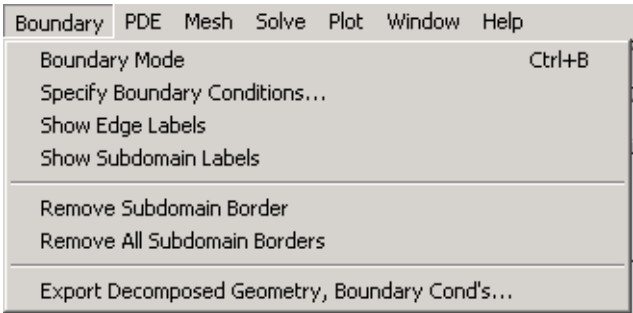 Boundary PDE Mesh Solve Plot Window Help
Boundary Mode Ctrl+B
Specify Boundary Conditions...
Show Edge Labels
Show Subdomain Labels
Remove Subdomain Border
Remove All Subdomain Borders
Export Decomposed Geometry, Boundary Cond's...